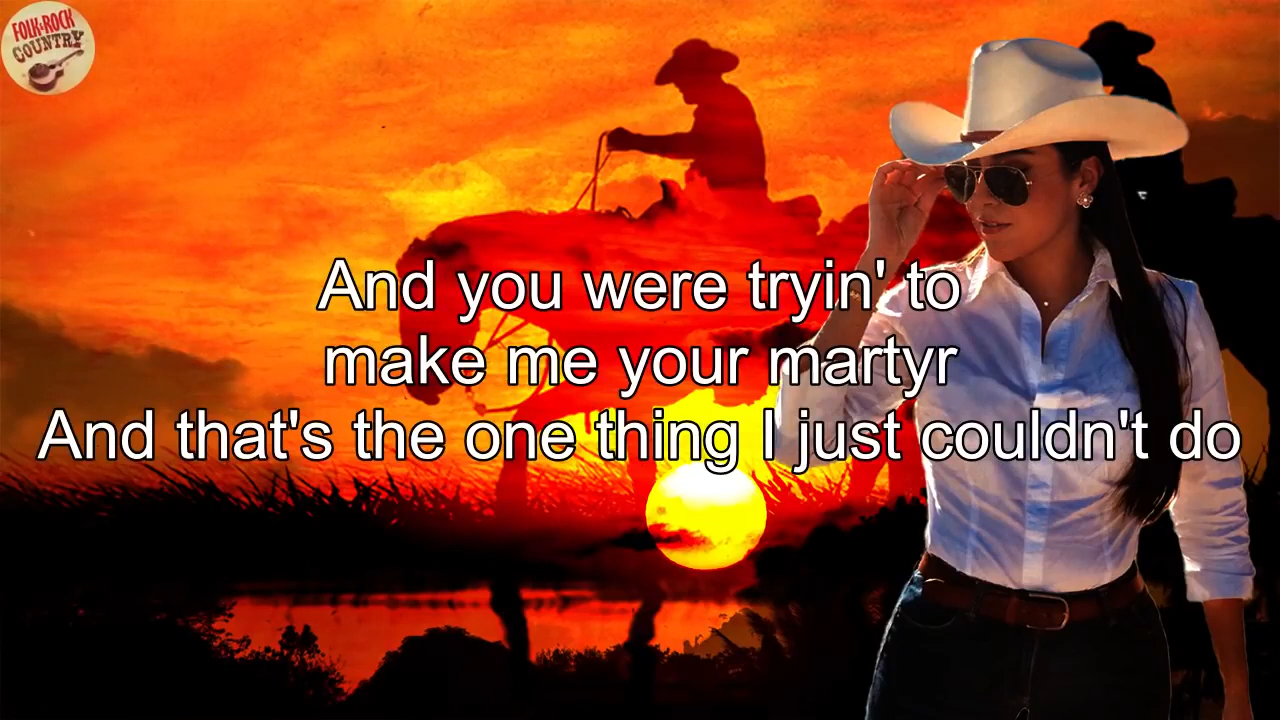 FOLK&ROCK
COUNTRY
And you were tryin' to
make me your martyr
And that's the one thing I just couldn't do